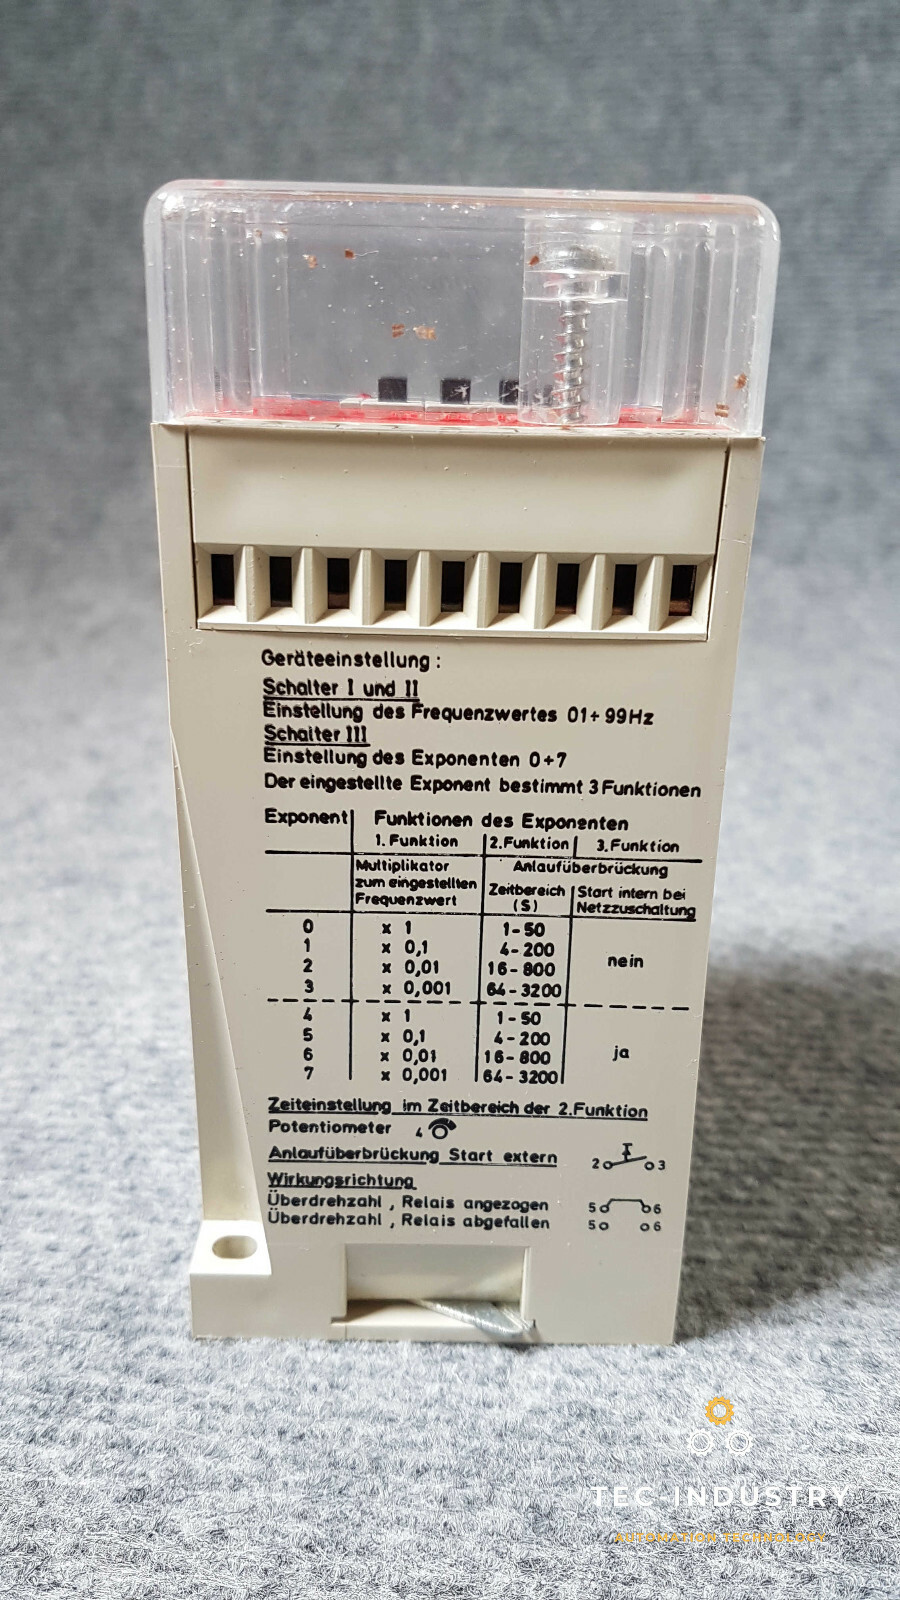 Geräteeinstellung :
Schalter I und II
Einstellung des Frequenzwertes 01÷99Hz
Schalter III
Einstellung des Exponenten 0÷7
Der eingestellte Exponent bestimmt 3 Funktionen
Exponent Funktionen des Exponenten
1. Funktion 2. Funktion 3. Funktion
Multiplikator zum eingestellten Frequenzwert
Anlaufüberbrückung
Zeitbereich (S)
Start intern bei Netzzuschaltung
0 x 1 1-50
1 x 0,1 4-200
2 x 0,01 16-800
3 x 0,001 64-3200
nein
4 x 1 1-50
5 x 0,1 4-200
6 x 0,01 16-800
7 x 0,001 64-3200
ja
Zeiteinstellung im Zeitbereich der 2. Funktion
Potentiometer 4
Anlaufüberbrückung Start extern 2 3
Wirkungsrichtung
Überdrehzahl , Relais angezogen 5 6
Überdrehzahl , Relais abgefallen 5 6
TEC INDUSTRY
AUTOMATION TECHNOLOGY